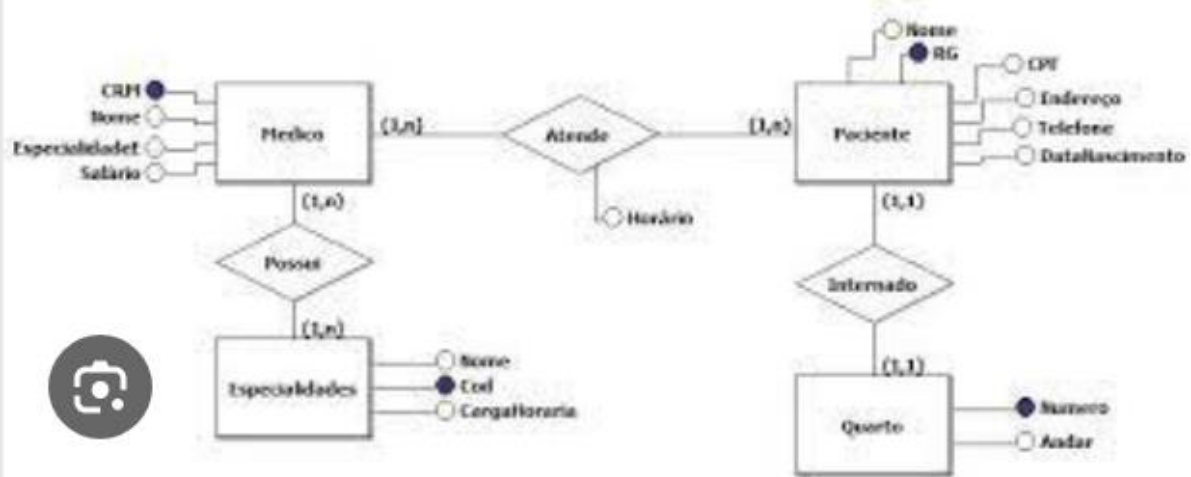 Nome
RG
CPF
Endereço
Telefone
DataNascimento
CRM
Nome
Especialidadet
Salário
Medico
(1,n)
Atende
(1,n)
Paciente
Horário
(1,n)
Possui
(1,n)
Especialidades
Nome
Cod
CargaHoraria
(1,1)
Internado
(1,1)
Quarto
Numero
Andar